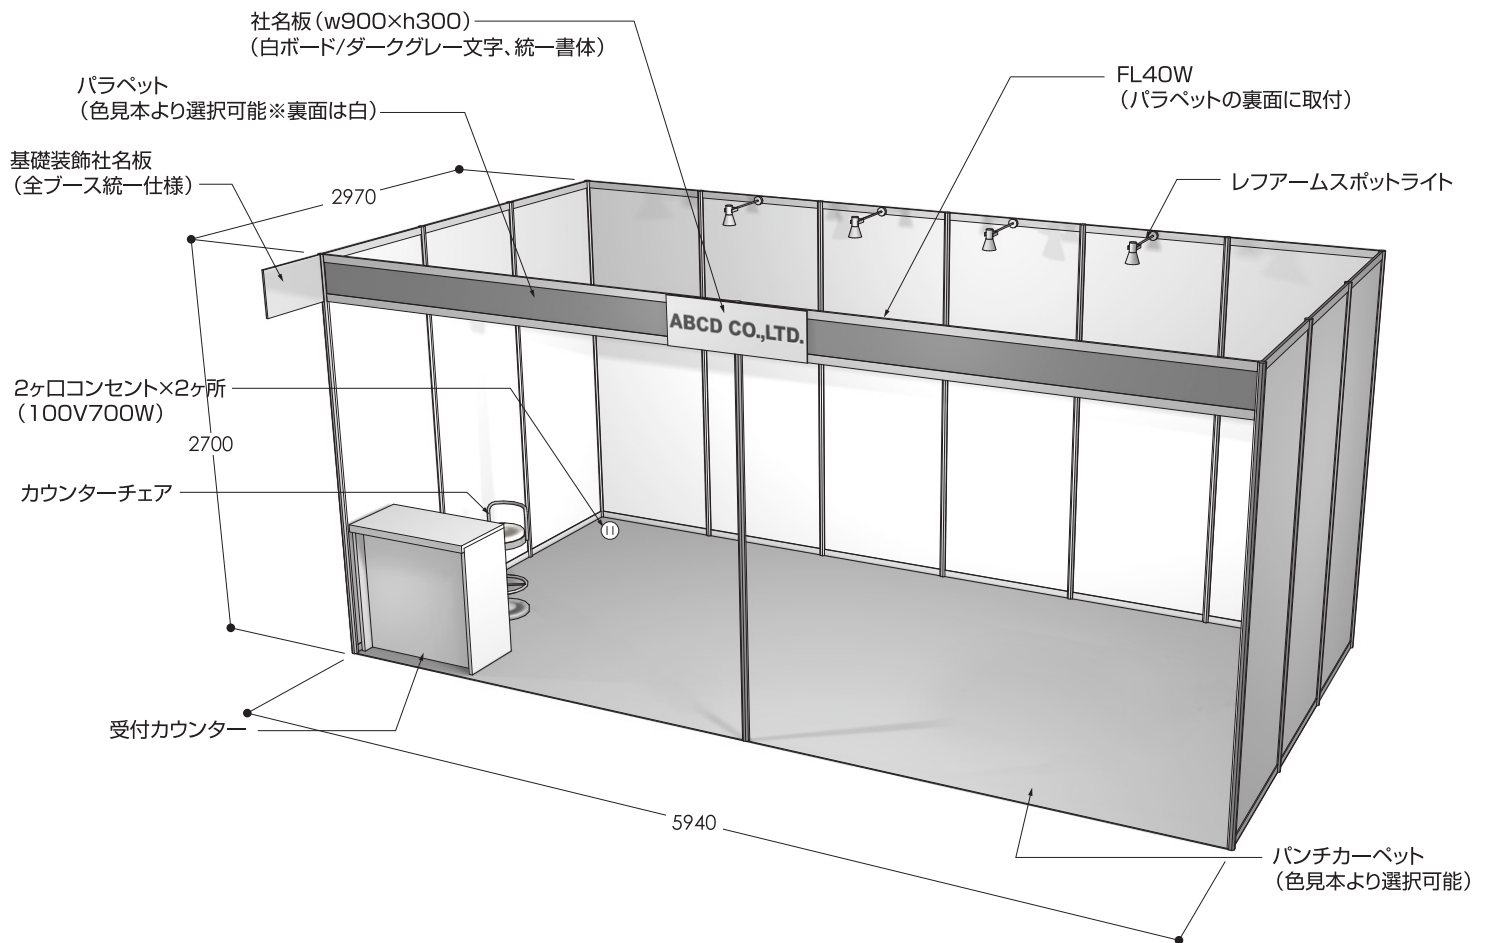 社名板（w900×h300）
（白ボード/ダークグレー文字、統一書体）
パラペット
（色見本より選択可能※裏面は白）
FL40W
（パラペットの裏面に取付）
基礎装飾社名板
（全ブース統一仕様）
2970
レフアームスポットライト
ABCD CO.,LTD.
2ヶ口コンセント×2ヶ所
（100V700W）
2700
カウンターチェア
受付カウンター
5940
パンチカーペット
（色見本より選択可能）